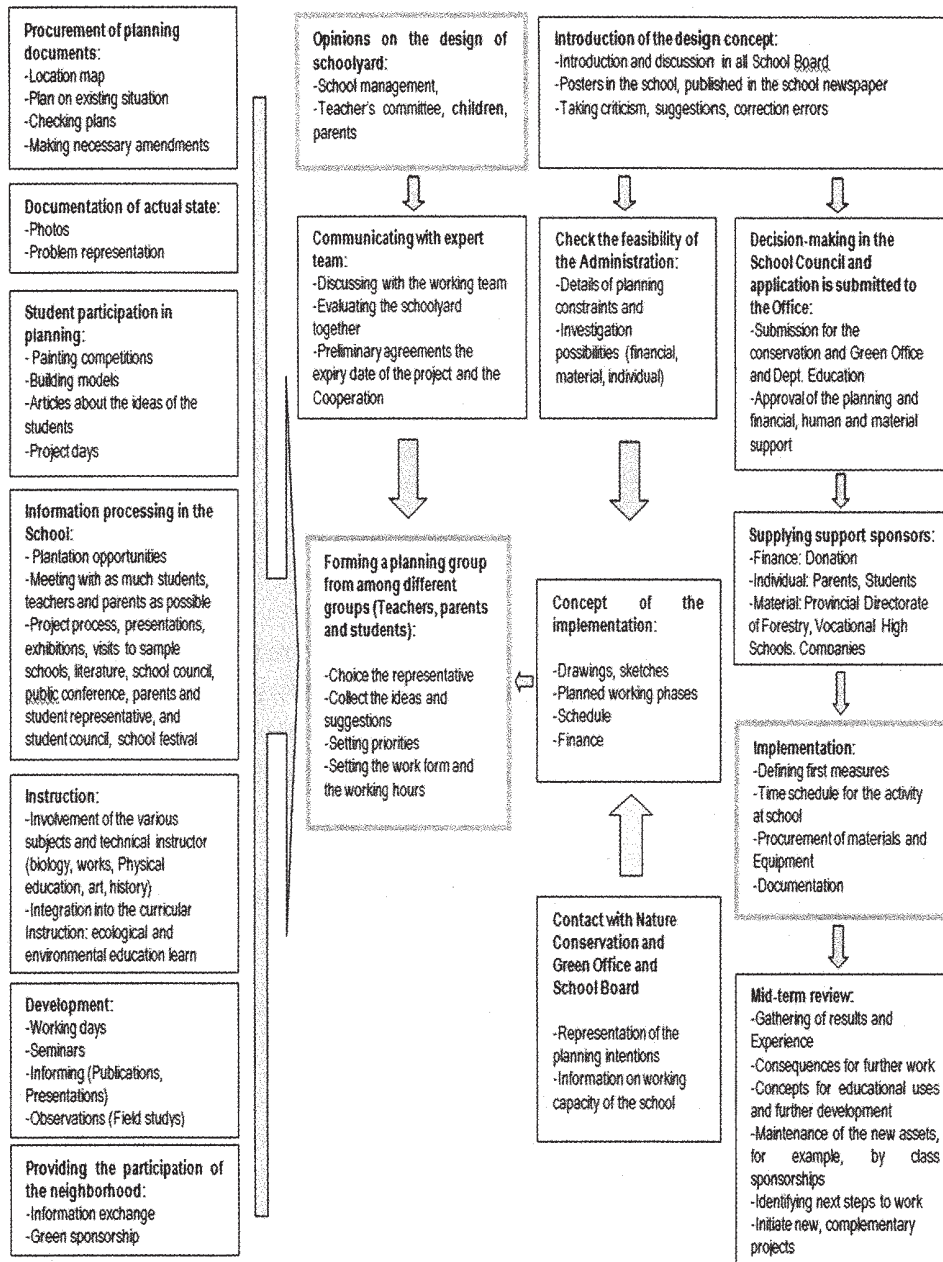 Procurement of planning
documents:
-Location map
-Plan on existing situation
-Checking plans
-Making necessary amendments
Documentation of actual state:
-Photos
-Problem representation
Student participation in
planning:
- Painting competitions
-Building models
-Articles about the ideas of the
students
-Project days
Information processing in the
School:
- Plantation opportunities
-Meeting with as much students,
teachers and parents as possible
-Project process, presentations,
exhibitions, visits to sample
schools, literature, school council,
public conference, parents and
student representative, and
student council, school festival
Instruction:
-Involvement of the various
subjects and technical instructor
(biology, works, Physical
education, art, history)
-Integration into the curricular
Instruction: ecological and
environmental education learn
Development:
-Working days
-Seminars
-Informing (Publications,
Presentations)
-Observations (Field studys)
Providing the participation of
the neighborhood:
-Information exchange
-Green sponsorship
Opinions on the design of
schoolyard:
-School management,
-Teacher's committee, children,
parents
Communicating with expert
team:
-Discussing with the working team
-Evaluating the schoolyard
together
-Preliminary agreements the
expiry date of the project and the
Cooperation
Forming a planning group
from among different
groups (Teachers, parents
and students):
-Choice the representative
-Collect the ideas and
suggestions
-Setting priorities
-Setting the work form and
the working hours
Introduction of the design concept:
-Introduction and discussion in all School Board
-Posters in the school, published in the school newspaper
-Taking criticism, suggestions, correction errors
Check the feasibility of
the Administration:
-Details of planning
constraints and
-Investigation
possibilities (financial,
material, individual)
Concept of the
implementation:
-Drawings, sketches
-Planned working phases
-Schedule
-Finance
Contact with Nature
Conservation and
Green Office and
School Board
-Representation of the
planning intentions
-Information on working
capacity of the school
Decision-making in the
School Council and
application is submitted to
the Office:
-Submission for the
conservation and Green Office
and Dept. Education
-Approval of the planning and
financial, human and material
support
Supplying support sponsors:
-Finance: Donation
-Individual: Parents, Students
-Material: Provincial Directorate
of Forestry, Vocational High
Schools, Companies
Implementation:
-Defining first measures
-Time schedule for the activity
at school
-Procurement of materials and
Equipment
-Documentation
Mid-term review:
-Gathering of results and
Experience
-Consequences for further work
-Concepts for educational uses
and further development
-Maintenance of the new assets,
for example, by class
sponsorships
-Identifying next steps to work
-Initiate new, complementary
projects